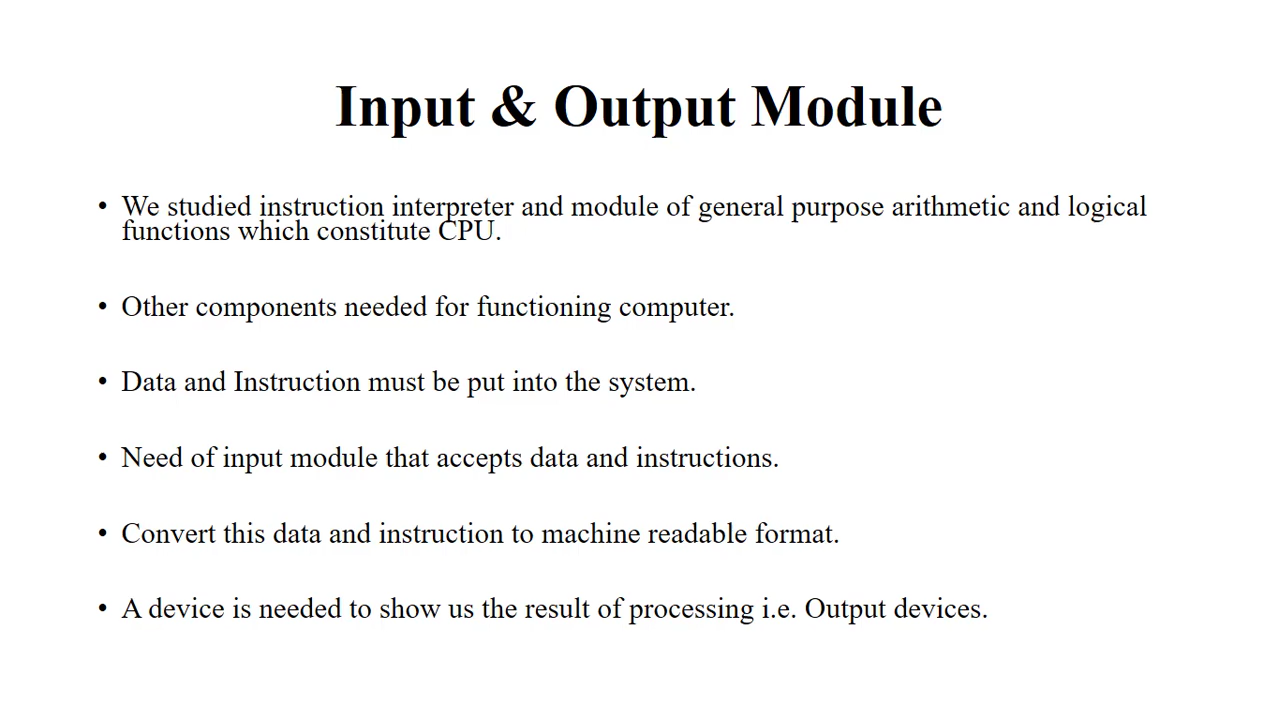 Input & Output Module
• We studied instruction interpreter and module of general purpose arithmetic and logical
functions which constitute CPU.
• Other components needed for functioning computer.
• Data and Instruction must be put into the system.
• Need of input module that accepts data and instructions.
• Convert this data and instruction to machine readable format.
• A device is needed to show us the result of processing i.e. Output devices.